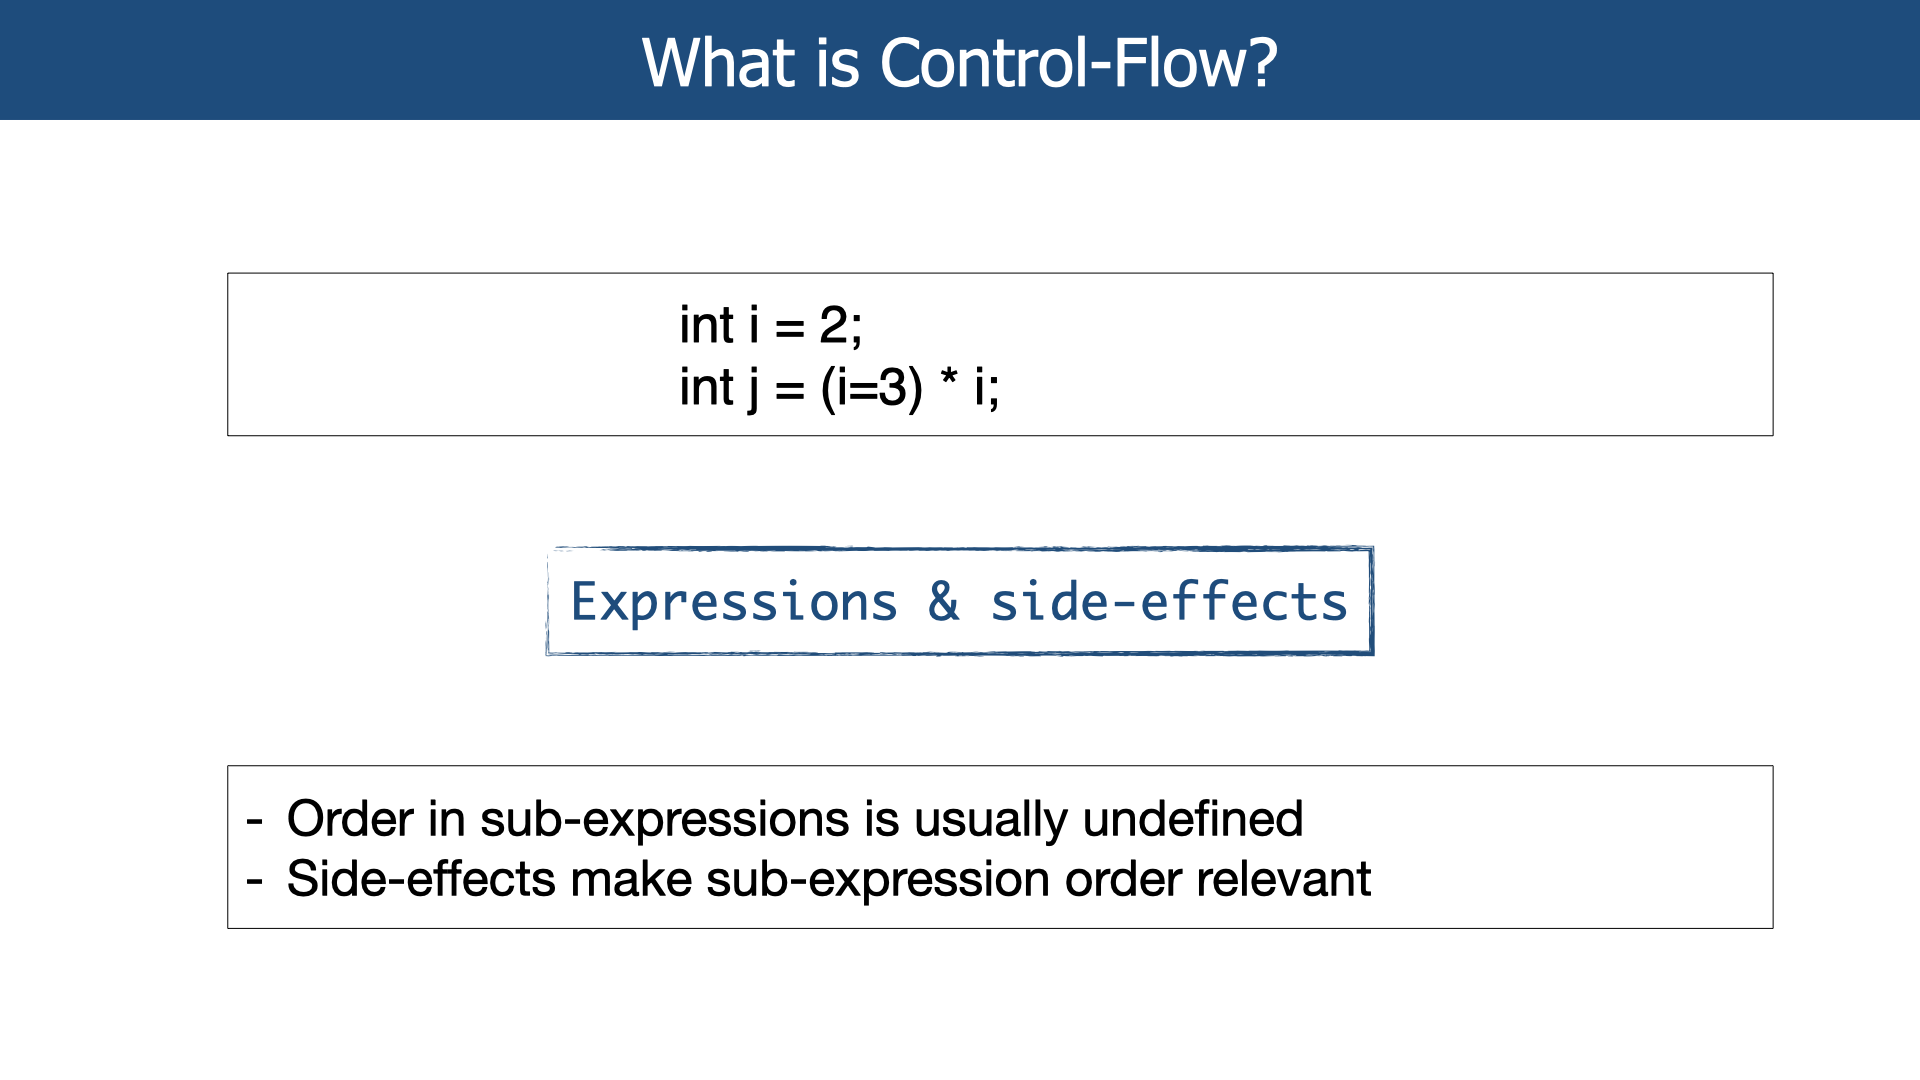 What is Control-Flow?
int i = 2;
int j = (i=3) * i;
Expressions & side-effects
- Order in sub-expressions is usually undefined
- Side-effects make sub-expression order relevant